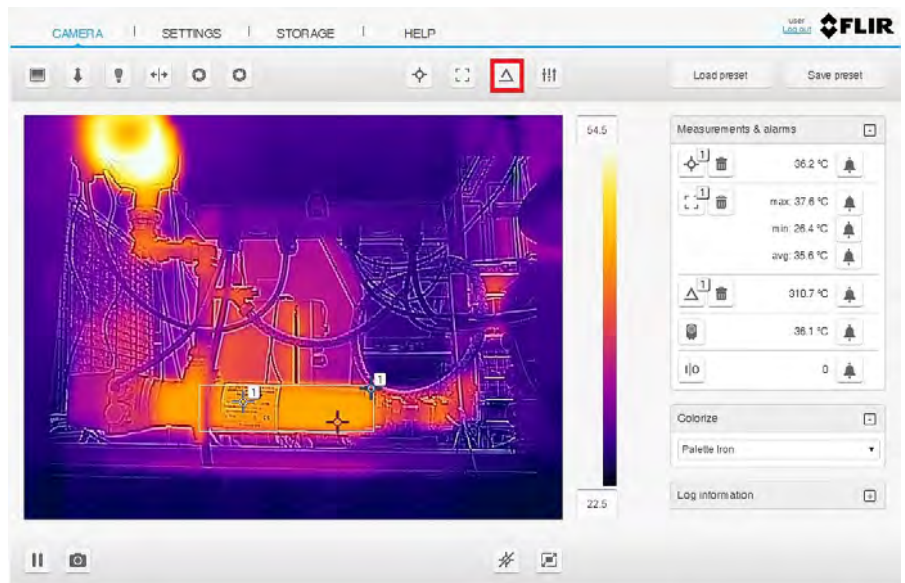 CAMERA | SETTINGS | STORAGE | HELP
user
Log out
FLIR
Load preset
Save preset
54.5
22.5
1
1
Measurements & alarms
1
36.2 °C
1
max: 37.6 °C
min: 26.4 °C
avg: 35.6 °C
1
310.7 °C
36.1 °C
I|O
0
Colorize
Palette Iron
Log information